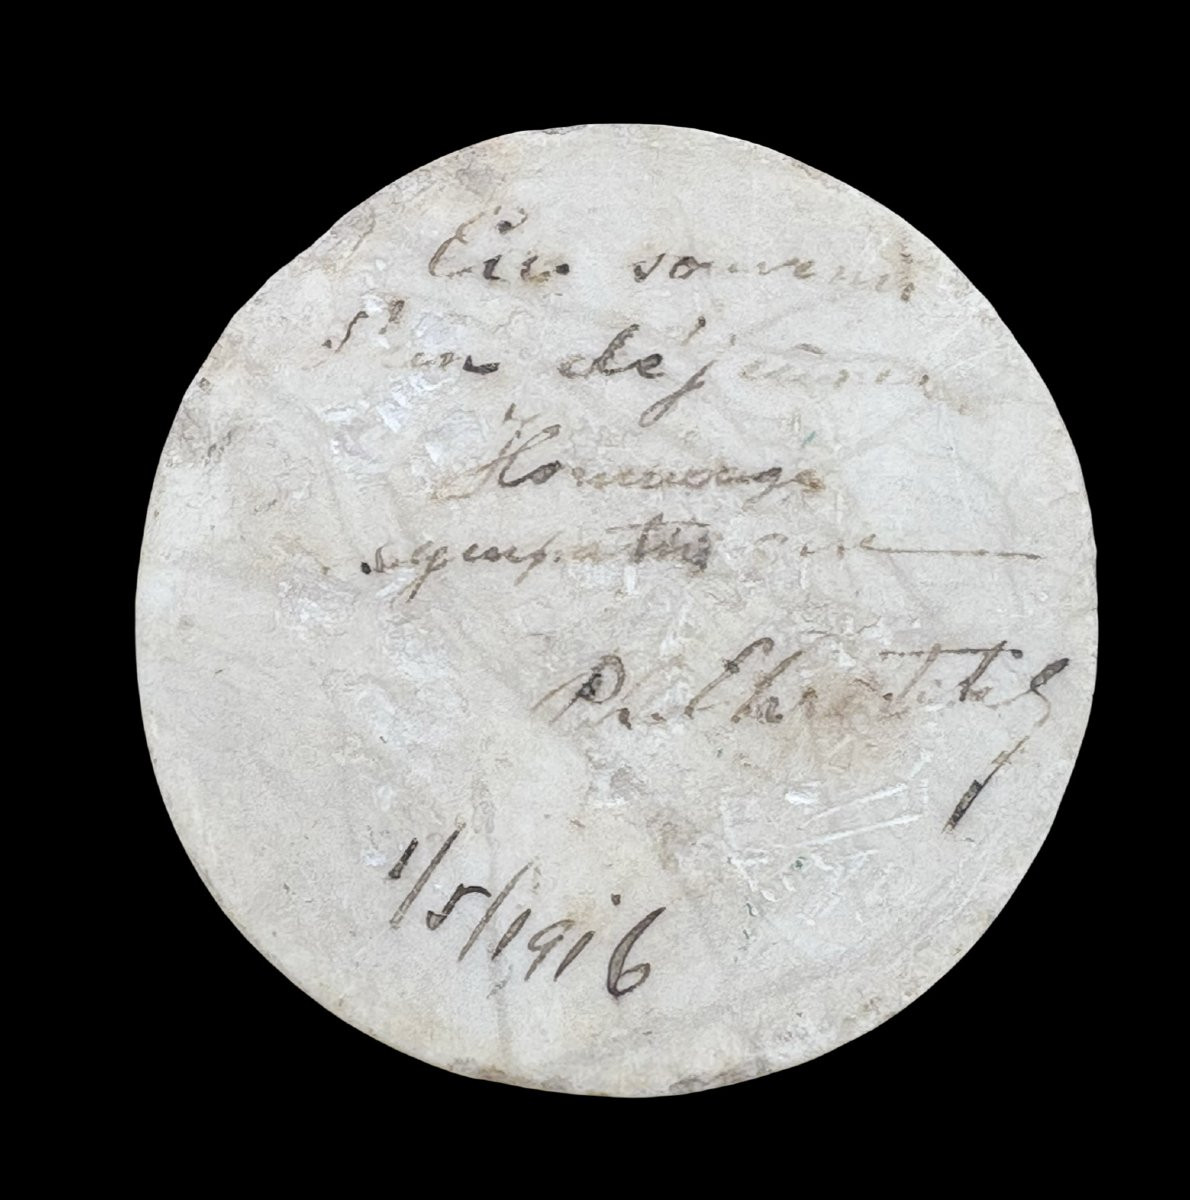 En souvenir
d'un déjeuner
Hommage
sympathique
1/5/1916